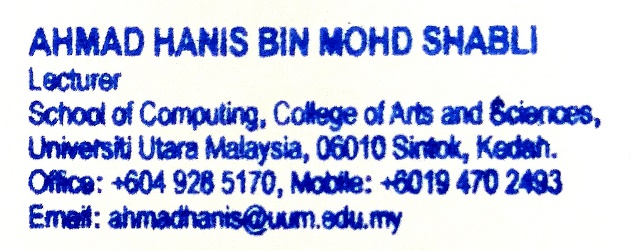 AHMAD HANIS BIN MOHD SHABLI
Lecturer
School of Computing, College of Arts and Sciences,
Universiti Utara Malaysia, 06010 Sintok, Kedah.
Office: +604 928 5170, Mobile: +6019 470 2493
Email: ahmadhanis@uum.edu.my